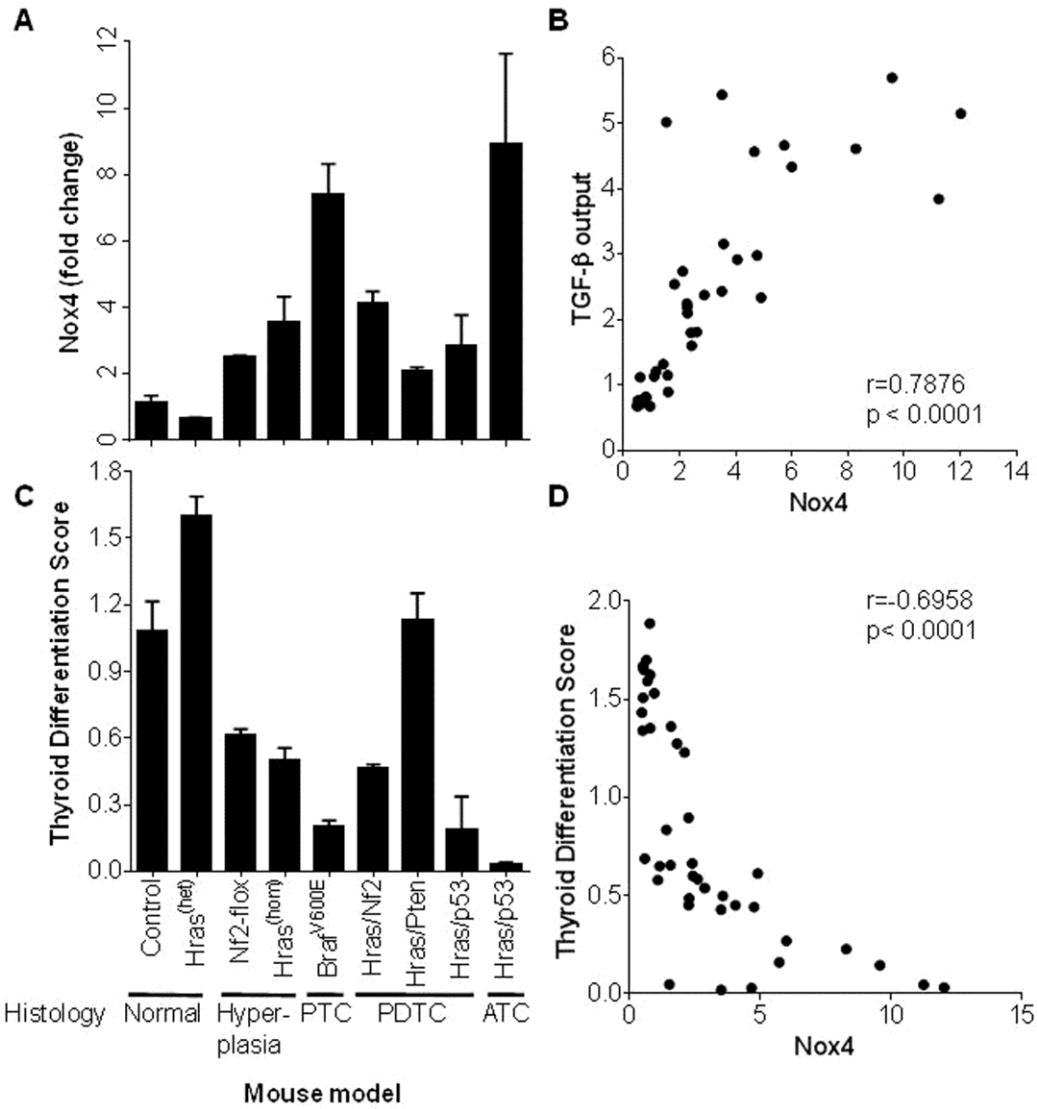 A
Nox4 (fold change)
0 2 4 6 8 10 12
B
TGF-β output
6
5
4
3
2
1
0
0 2 4 6 8 10 12 14
Nox4
r=0.7876
p < 0.0001
C
Thyroid Differentiation Score
1.8
1.5
1.2
0.9
0.6
0.3
0.0
Control
Hras(het)
Nf2-flox
Hras(hom)
BrafV600E
Hras/Nf2
Hras/Pten
Hras/p53
Hras/p53
Histology Normal Hyper-plasia PTC PDTC ATC
Mouse model
D
Thyroid Differentiation Score
2.0
1.5
1.0
0.5
0.0
0 5 10 15
Nox4
r=-0.6958
p< 0.0001